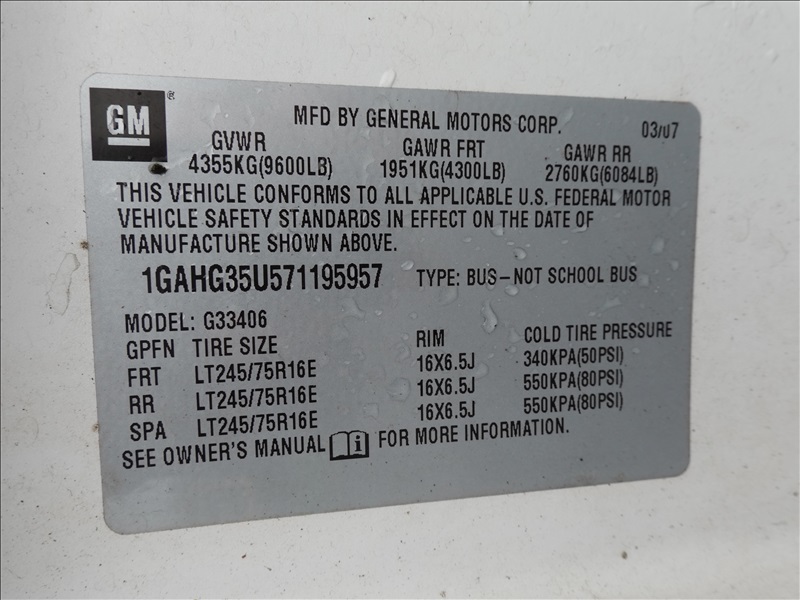 GM ®
MFD BY GENERAL MOTORS CORP. 03/07
GVWR GAWR FRT GAWR RR
4355KG(9600LB) 1951KG(4300LB) 2760KG(6084LB)
THIS VEHICLE CONFORMS TO ALL APPLICABLE U.S. FEDERAL MOTOR
VEHICLE SAFETY STANDARDS IN EFFECT ON THE DATE OF
MANUFACTURE SHOWN ABOVE.
1GAHG35U571195957 TYPE: BUS-NOT SCHOOL BUS
MODEL: G33406
GPFN TIRE SIZE RIM COLD TIRE PRESSURE
FRT LT245/75R16E 16X6.5J 340KPA(50PSI)
RR LT245/75R16E 16X6.5J 550KPA(80PSI)
SPA LT245/75R16E 16X6.5J 550KPA(80PSI)
SEE OWNER'S MANUAL i FOR MORE INFORMATION.